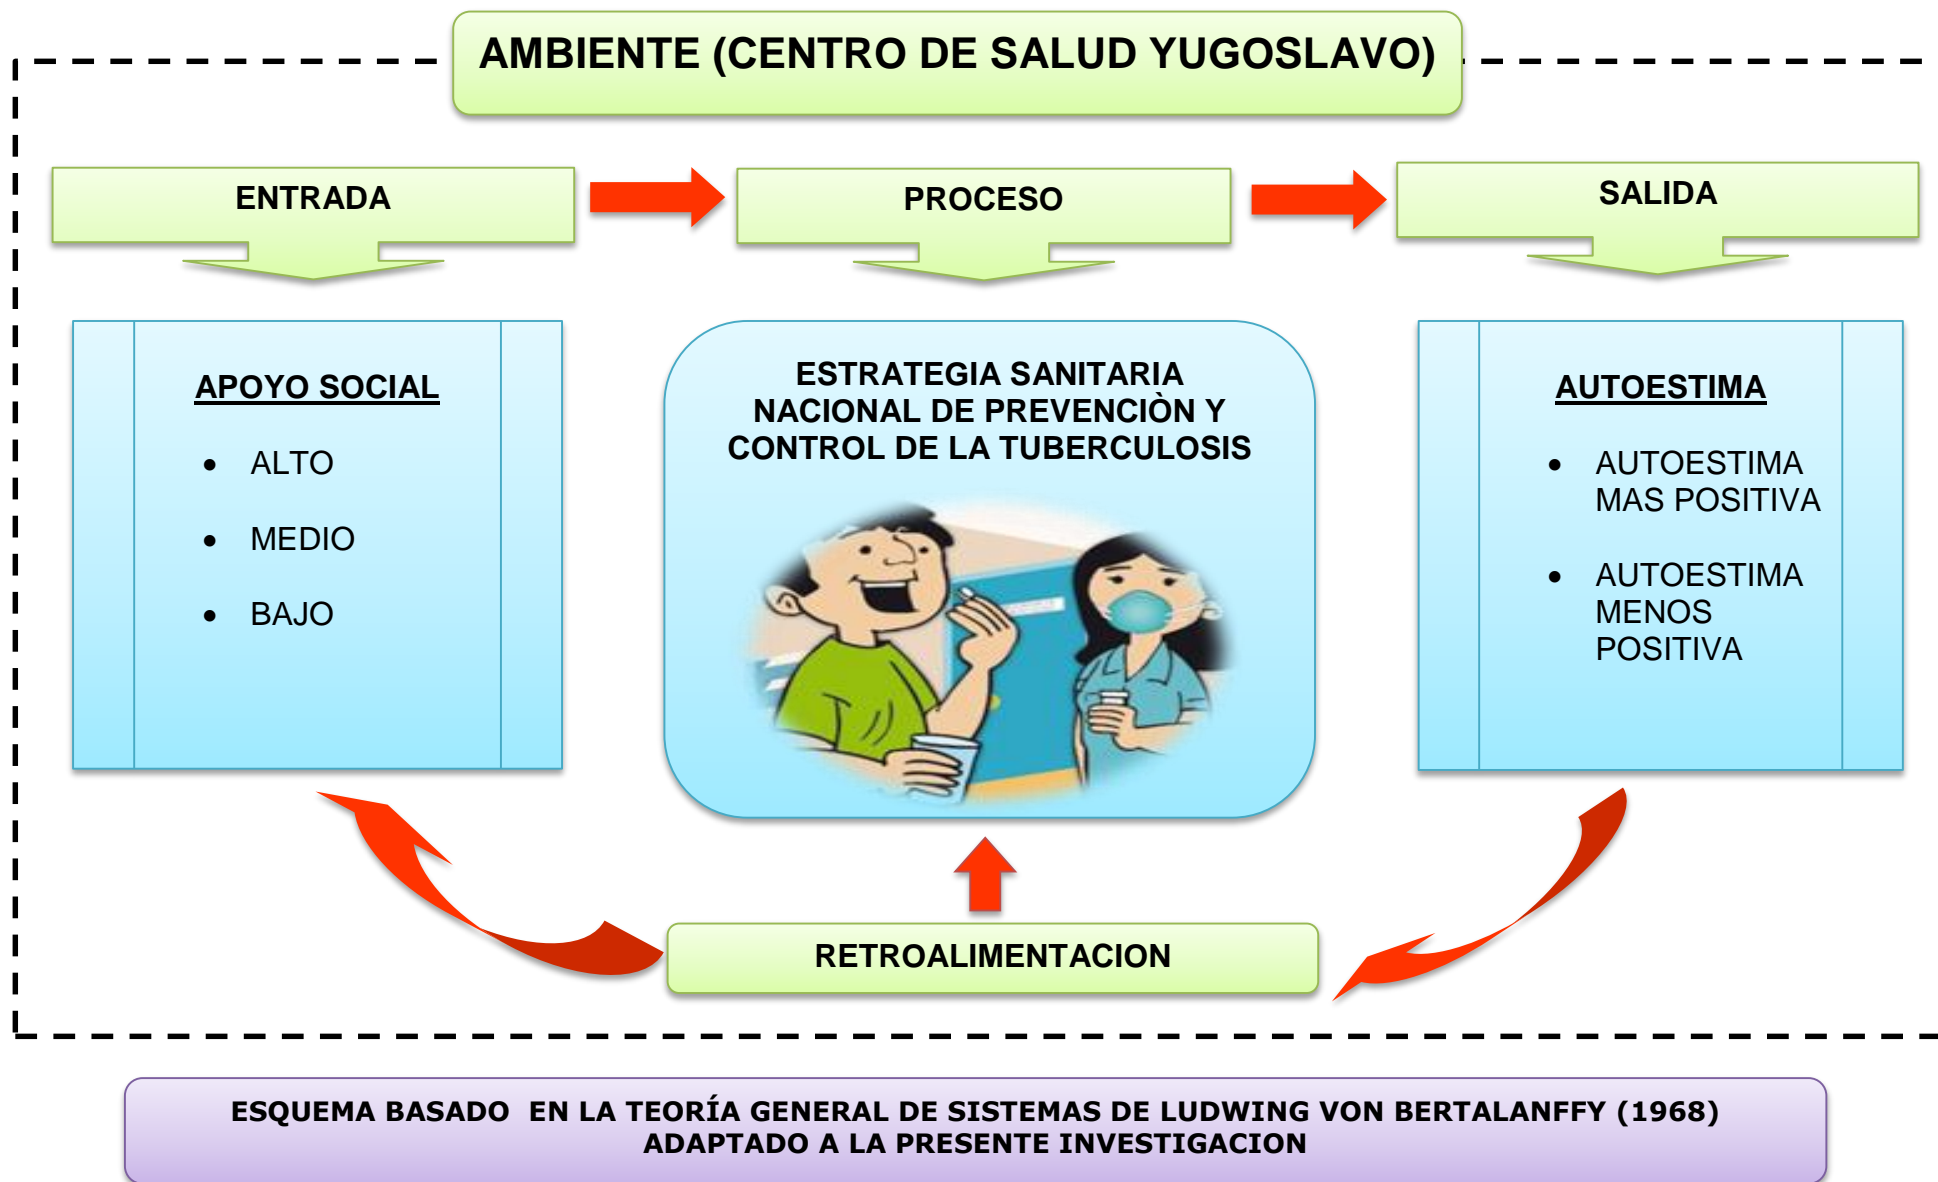 AMBIENTE (CENTRO DE SALUD YUGOSLAVO)
ENTRADA
PROCESO
SALIDA
APOYO SOCIAL
• ALTO
• MEDIO
• BAJO
ESTRATEGIA SANITARIA
NACIONAL DE PREVENCIÒN Y
CONTROL DE LA TUBERCULOSIS
AUTOESTIMA
• AUTOESTIMA
MAS POSITIVA
• AUTOESTIMA
MENOS
POSITIVA
RETROALIMENTACION
ESQUEMA BASADO EN LA TEORÍA GENERAL DE SISTEMAS DE LUDWING VON BERTALANFFY (1968)
ADAPTADO A LA PRESENTE INVESTIGACION